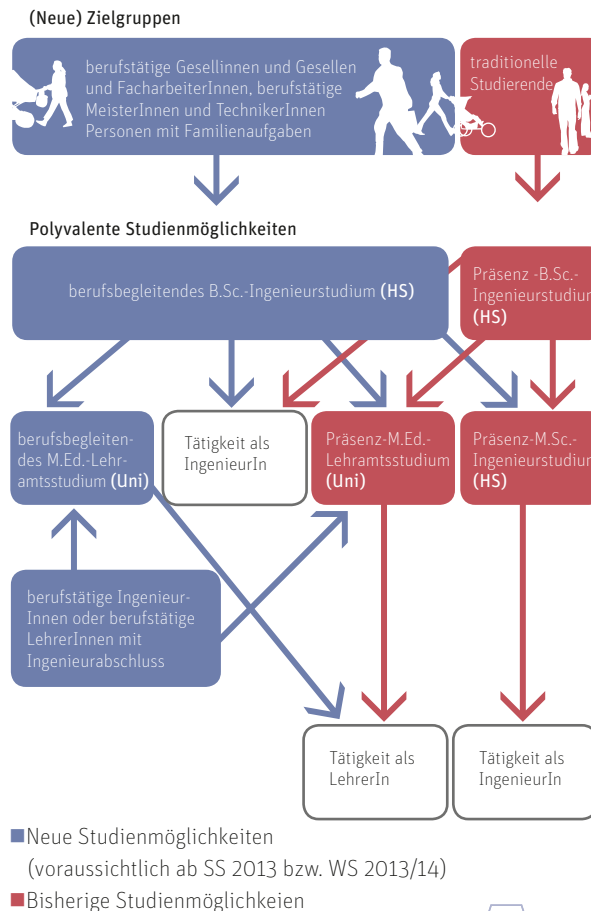 (Neue) Zielgruppen
berufstätige Gesellinnen und Gesellen
und FacharbeiterInnen, berufstätige
MeisterInnen und TechnikerInnen
Personen mit Familienaufgaben
traditionelle
Studierende
Polyvalente Studienmöglichkeiten
berufsbegleitendes B.Sc.-Ingenieurstudium (HS)
Präsenz -B.Sc.-
Ingenieurstudium
(HS)
berufsbegleiten-
des M.Ed.-Lehr-
amtsstudium (Uni)
Tätigkeit als
IngenieurIn
Präsenz-M.Ed.-
Lehramtsstudium
(Uni)
Präsenz-M.Sc.-
Ingenieurstudium
(HS)
berufstätige Ingenieur-
Innen oder berufstätige
LehrerInnen mit
Ingenieurabschluss
Tätigkeit als
LehrerIn
Tätigkeit als
IngenieurIn
Neue Studienmöglichkeiten
(voraussichtlich ab SS 2013 bzw. WS 2013/14)
Bisherige Studienmöglichkeien